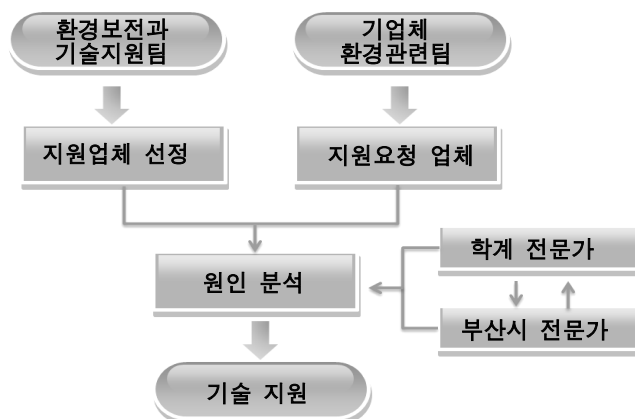 환경보전과
기술지원팀
기업체
환경관련팀
지원업체 선정
지원요청 업체
원인 분석
학계 전문가
부산시 전문가
기술 지원